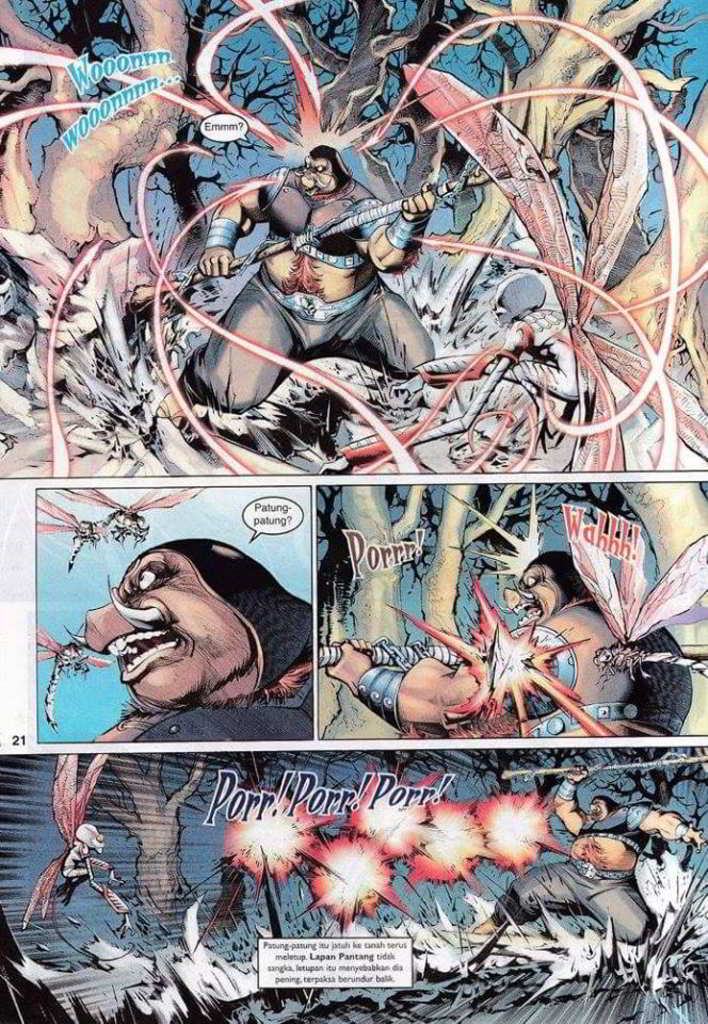 Wooonnn
wooonnnn...
Emmm?
Patung-
patung?
Porrr!
Wahhh!
21
Porr! Porr! Porr!
Patung-patung itu jatuh ke tanah terus
meletup. Lapan Pantang tidak
sangka, letupan itu menyebabkan dia
pening, terpaksa berundur balik.